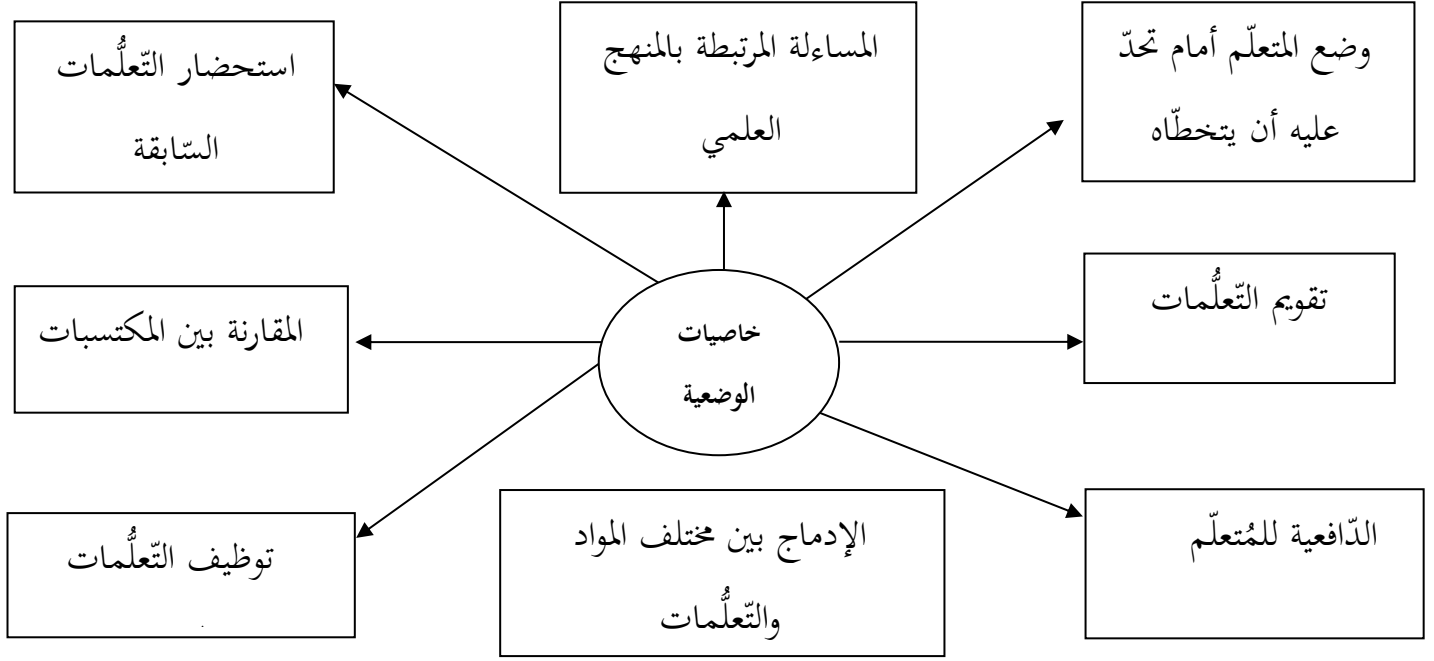 وضع المتعلّم أمام تحدّ
عليه أن يتخطّاه
المساءلة المرتبطة بالمنهج
العلمي
استحضار التّعلُّمات
السّابقة
تقويم التّعلُّمات
خاصيات
الوضعية
المقارنة بين المكتسبات
الدّافعية للمُتعلّم
الإدماج بين مختلف المواد
والتّعلُّمات
توظيف التّعلُّمات
.